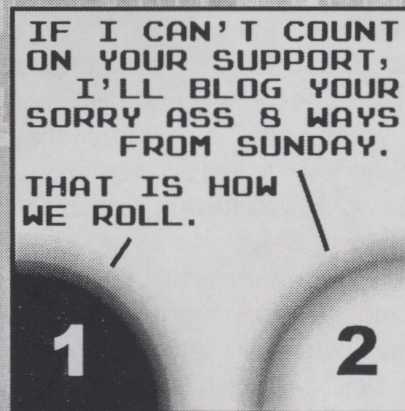 IF I CAN'T COUNT
ON YOUR SUPPORT,
I'LL BLOG YOUR
SORRY ASS 8 WAYS
FROM SUNDAY.
THAT IS HOW
WE ROLL.
1
2